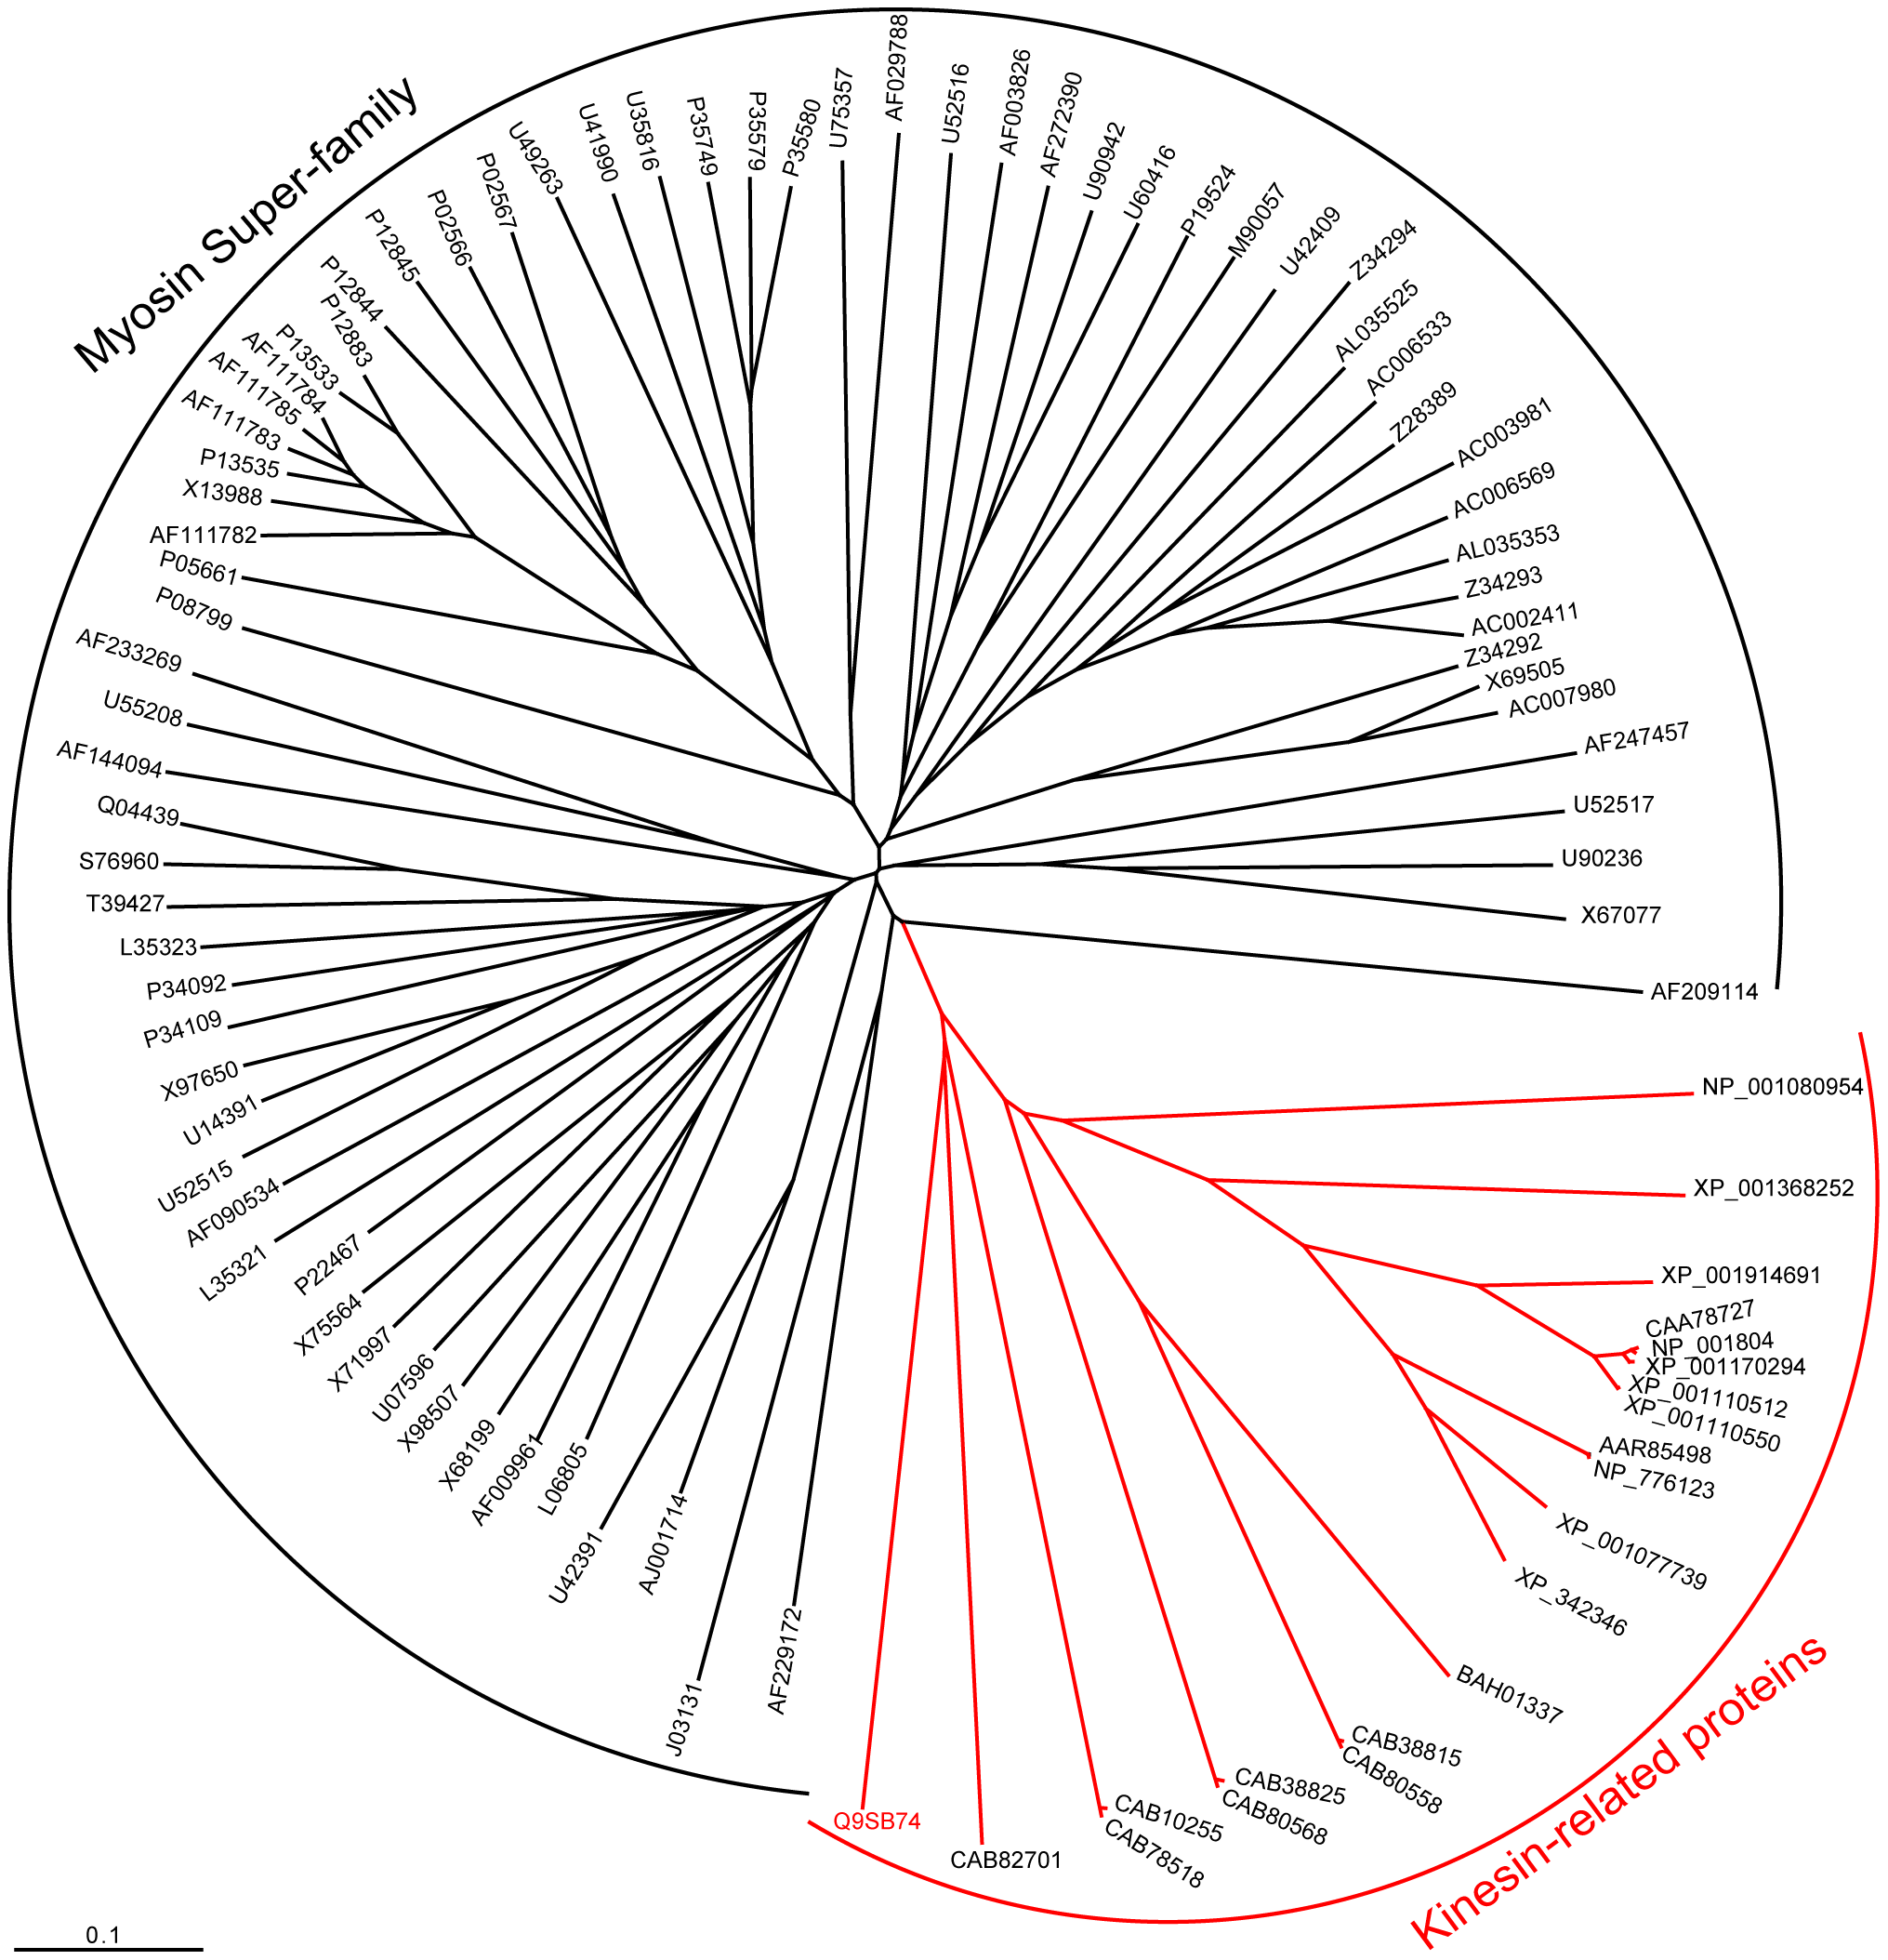 Myosin Super-family
AF029788
U52516
AF003826
AF272390
U90942
U60416
P19524
M90057
U42409
Z34294
AL035525
AC006533
Z28389
AC003981
AC006569
AL035353
Z34293
AC002411
Z34292
X69505
AC007980
AF247457
U52517
U90236
X67077
AF209114
NP_001080954
XP_001368252
XP_001914691
CAA78727
NP_001804
XP_001170294
XP_001110512
XP_001110550
AAR85498
NP_776123
XP_001077739
XP_342346
BAH01337
CAB38815
CAB80558
CAB38825
CAB80568
CAB10255
CAB78518
CAB82701
Q9SB74
Kinesin-related proteins
AF229172
J03131
AJ001714
U42391
L06805
AF009961
X68199
X98507
U07596
X71997
X75564
P22467
L35321
AF090534
U52515
U14391
X97650
P34109
P34092
L35323
T39427
S76960
Q04439
AF144094
U55208
AF233269
P08799
P05661
AF111782
X13988
P13535
AF111783
AF111785
AF111784
P13533
P12883
P12844
P12845
P02566
P02567
U49263
U41990
U35816
P35749
P35579
P35580
U75357
0.1